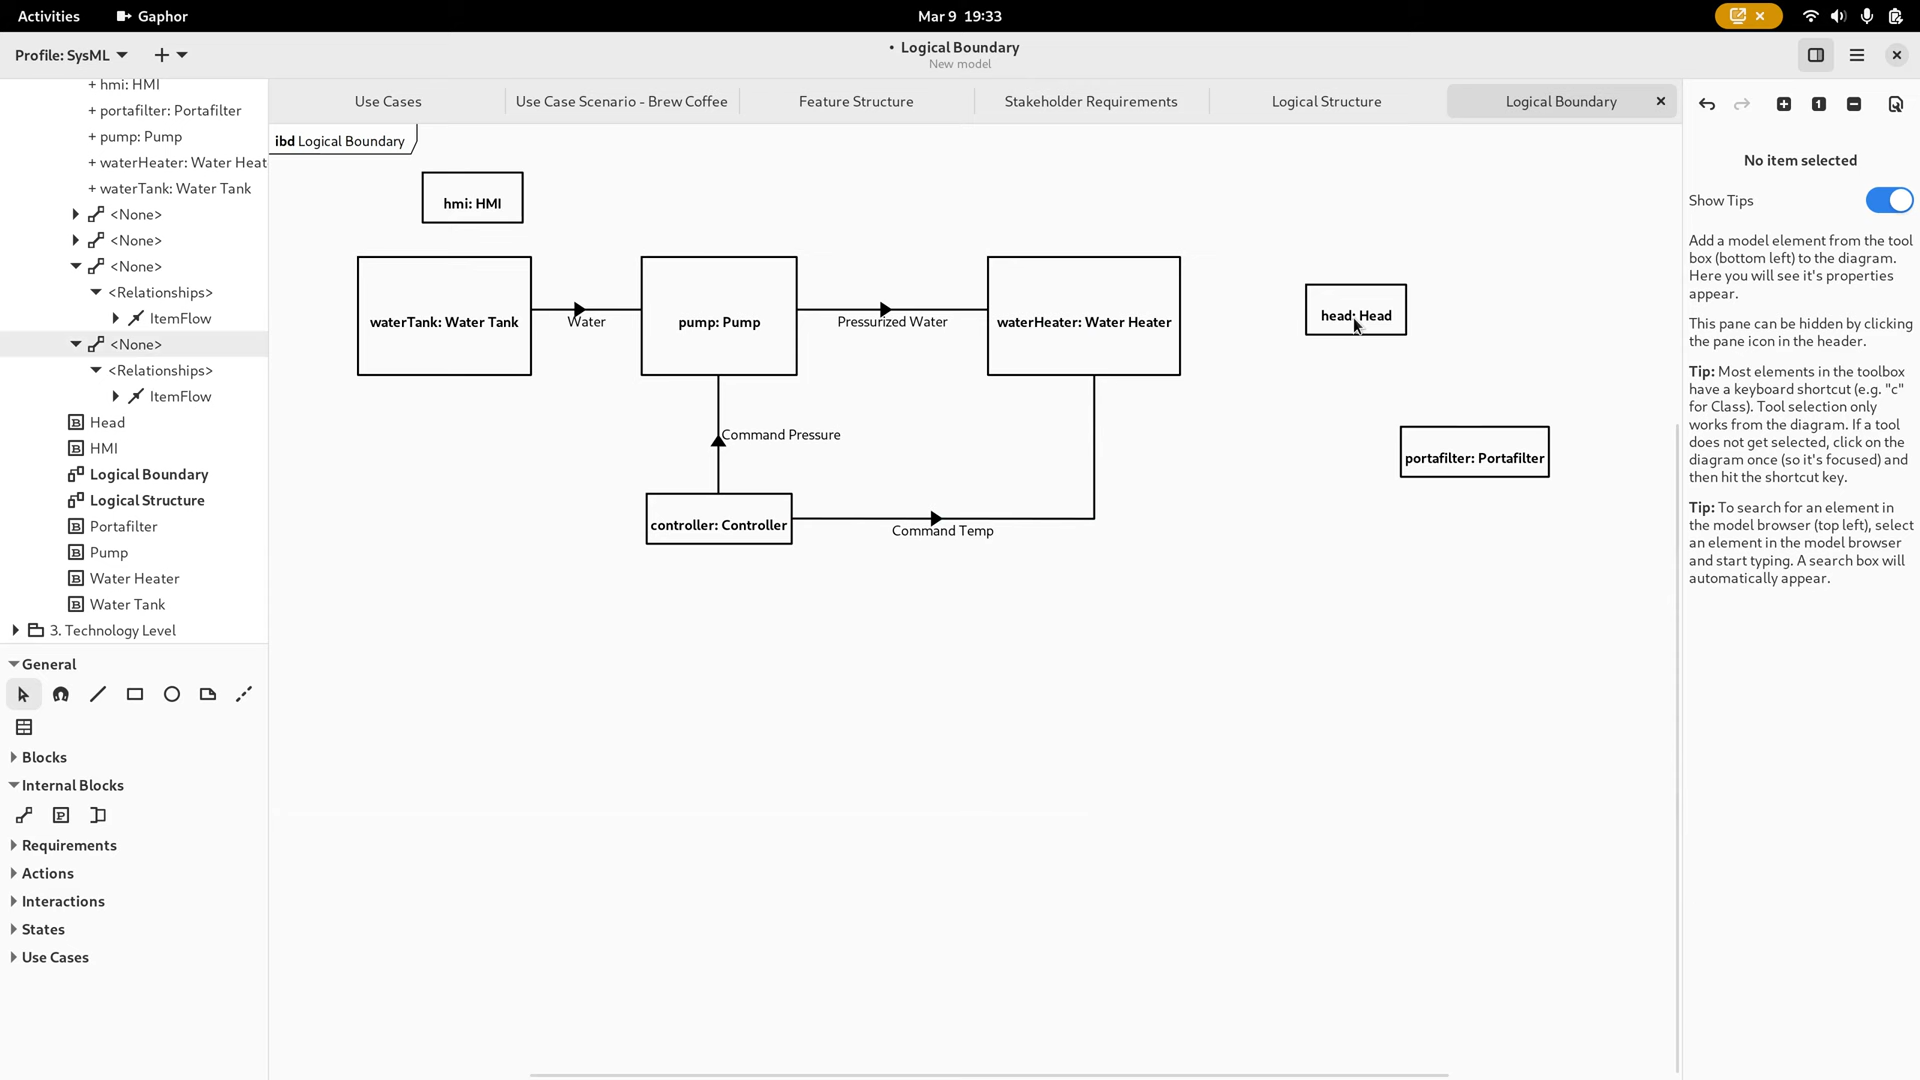 Activities
Gaphor
Mar 9 19:33
Profile: SysML
• Logical Boundary
New model
+ hmi: HMI
+ portafilter: Portafilter
+ pump: Pump
+ waterHeater: Water Heat
+ waterTank: Water Tank
<None>
<None>
<None>
<Relationships>
ItemFlow
<None>
<Relationships>
ItemFlow
Head
HMI
Logical Boundary
Logical Structure
Portafilter
Pump
Water Heater
Water Tank
3. Technology Level
General
Blocks
Internal Blocks
Requirements
Actions
Interactions
States
Use Cases
Use Cases
Use Case Scenario - Brew Coffee
Feature Structure
Stakeholder Requirements
Logical Structure
Logical Boundary
ibd Logical Boundary
hmi: HMI
waterTank: Water Tank
Water
pump: Pump
Pressurized Water
waterHeater: Water Heater
head: Head
Command Pressure
portafilter: Portafilter
controller: Controller
Command Temp
No item selected
Show Tips
Add a model element from the tool
box (bottom left) to the diagram.
Here you will see it's properties
appear.
This pane can be hidden by clicking
the pane icon in the header.
Tip: Most elements in the toolbox
have a keyboard shortcut (e.g. "c"
for Class). Tool selection only
works from the diagram. If a tool
does not get selected, click on the
diagram once (so it's focused) and
then hit the shortcut key.
Tip: To search for an element in
the model browser (top left), select
an element in the model browser
and start typing. A search box will
automatically appear.